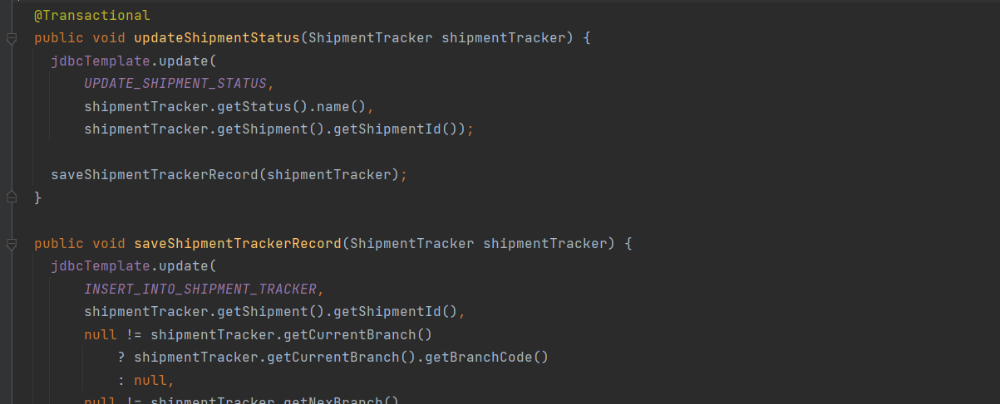 @Transactional
public void updateShipmentStatus(ShipmentTracker shipmentTracker) {
jdbcTemplate.update(
UPDATE_SHIPMENT_STATUS,
shipmentTracker.getStatus().name(),
shipmentTracker.getShipment().getShipmentId());
saveShipmentTrackerRecord(shipmentTracker);
}
public void saveShipmentTrackerRecord(ShipmentTracker shipmentTracker) {
jdbcTemplate.update(
INSERT_INTO_SHIPMENT_TRACKER,
shipmentTracker.getShipment().getShipmentId(),
null != shipmentTracker.getCurrentBranch()
? shipmentTracker.getCurrentBranch().getBranchCode()
: null,
null != shipmentTracker.getNexBranch()